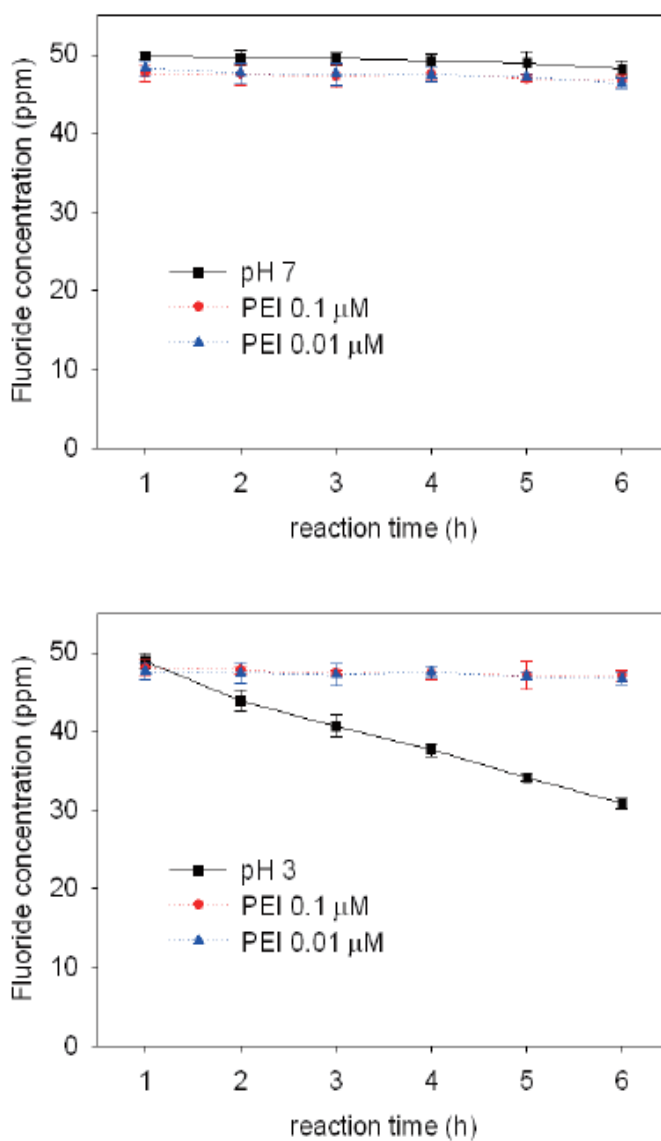 Fluoride concentration (ppm)
50
40
30
20
10
0
pH 7
PEI 0.1 μM
PEI 0.01 μM
1 2 3 4 5 6
reaction time (h)
Fluoride concentration (ppm)
50
40
30
20
10
0
pH 3
PEI 0.1 μM
PEI 0.01 μM
1 2 3 4 5 6
reaction time (h)